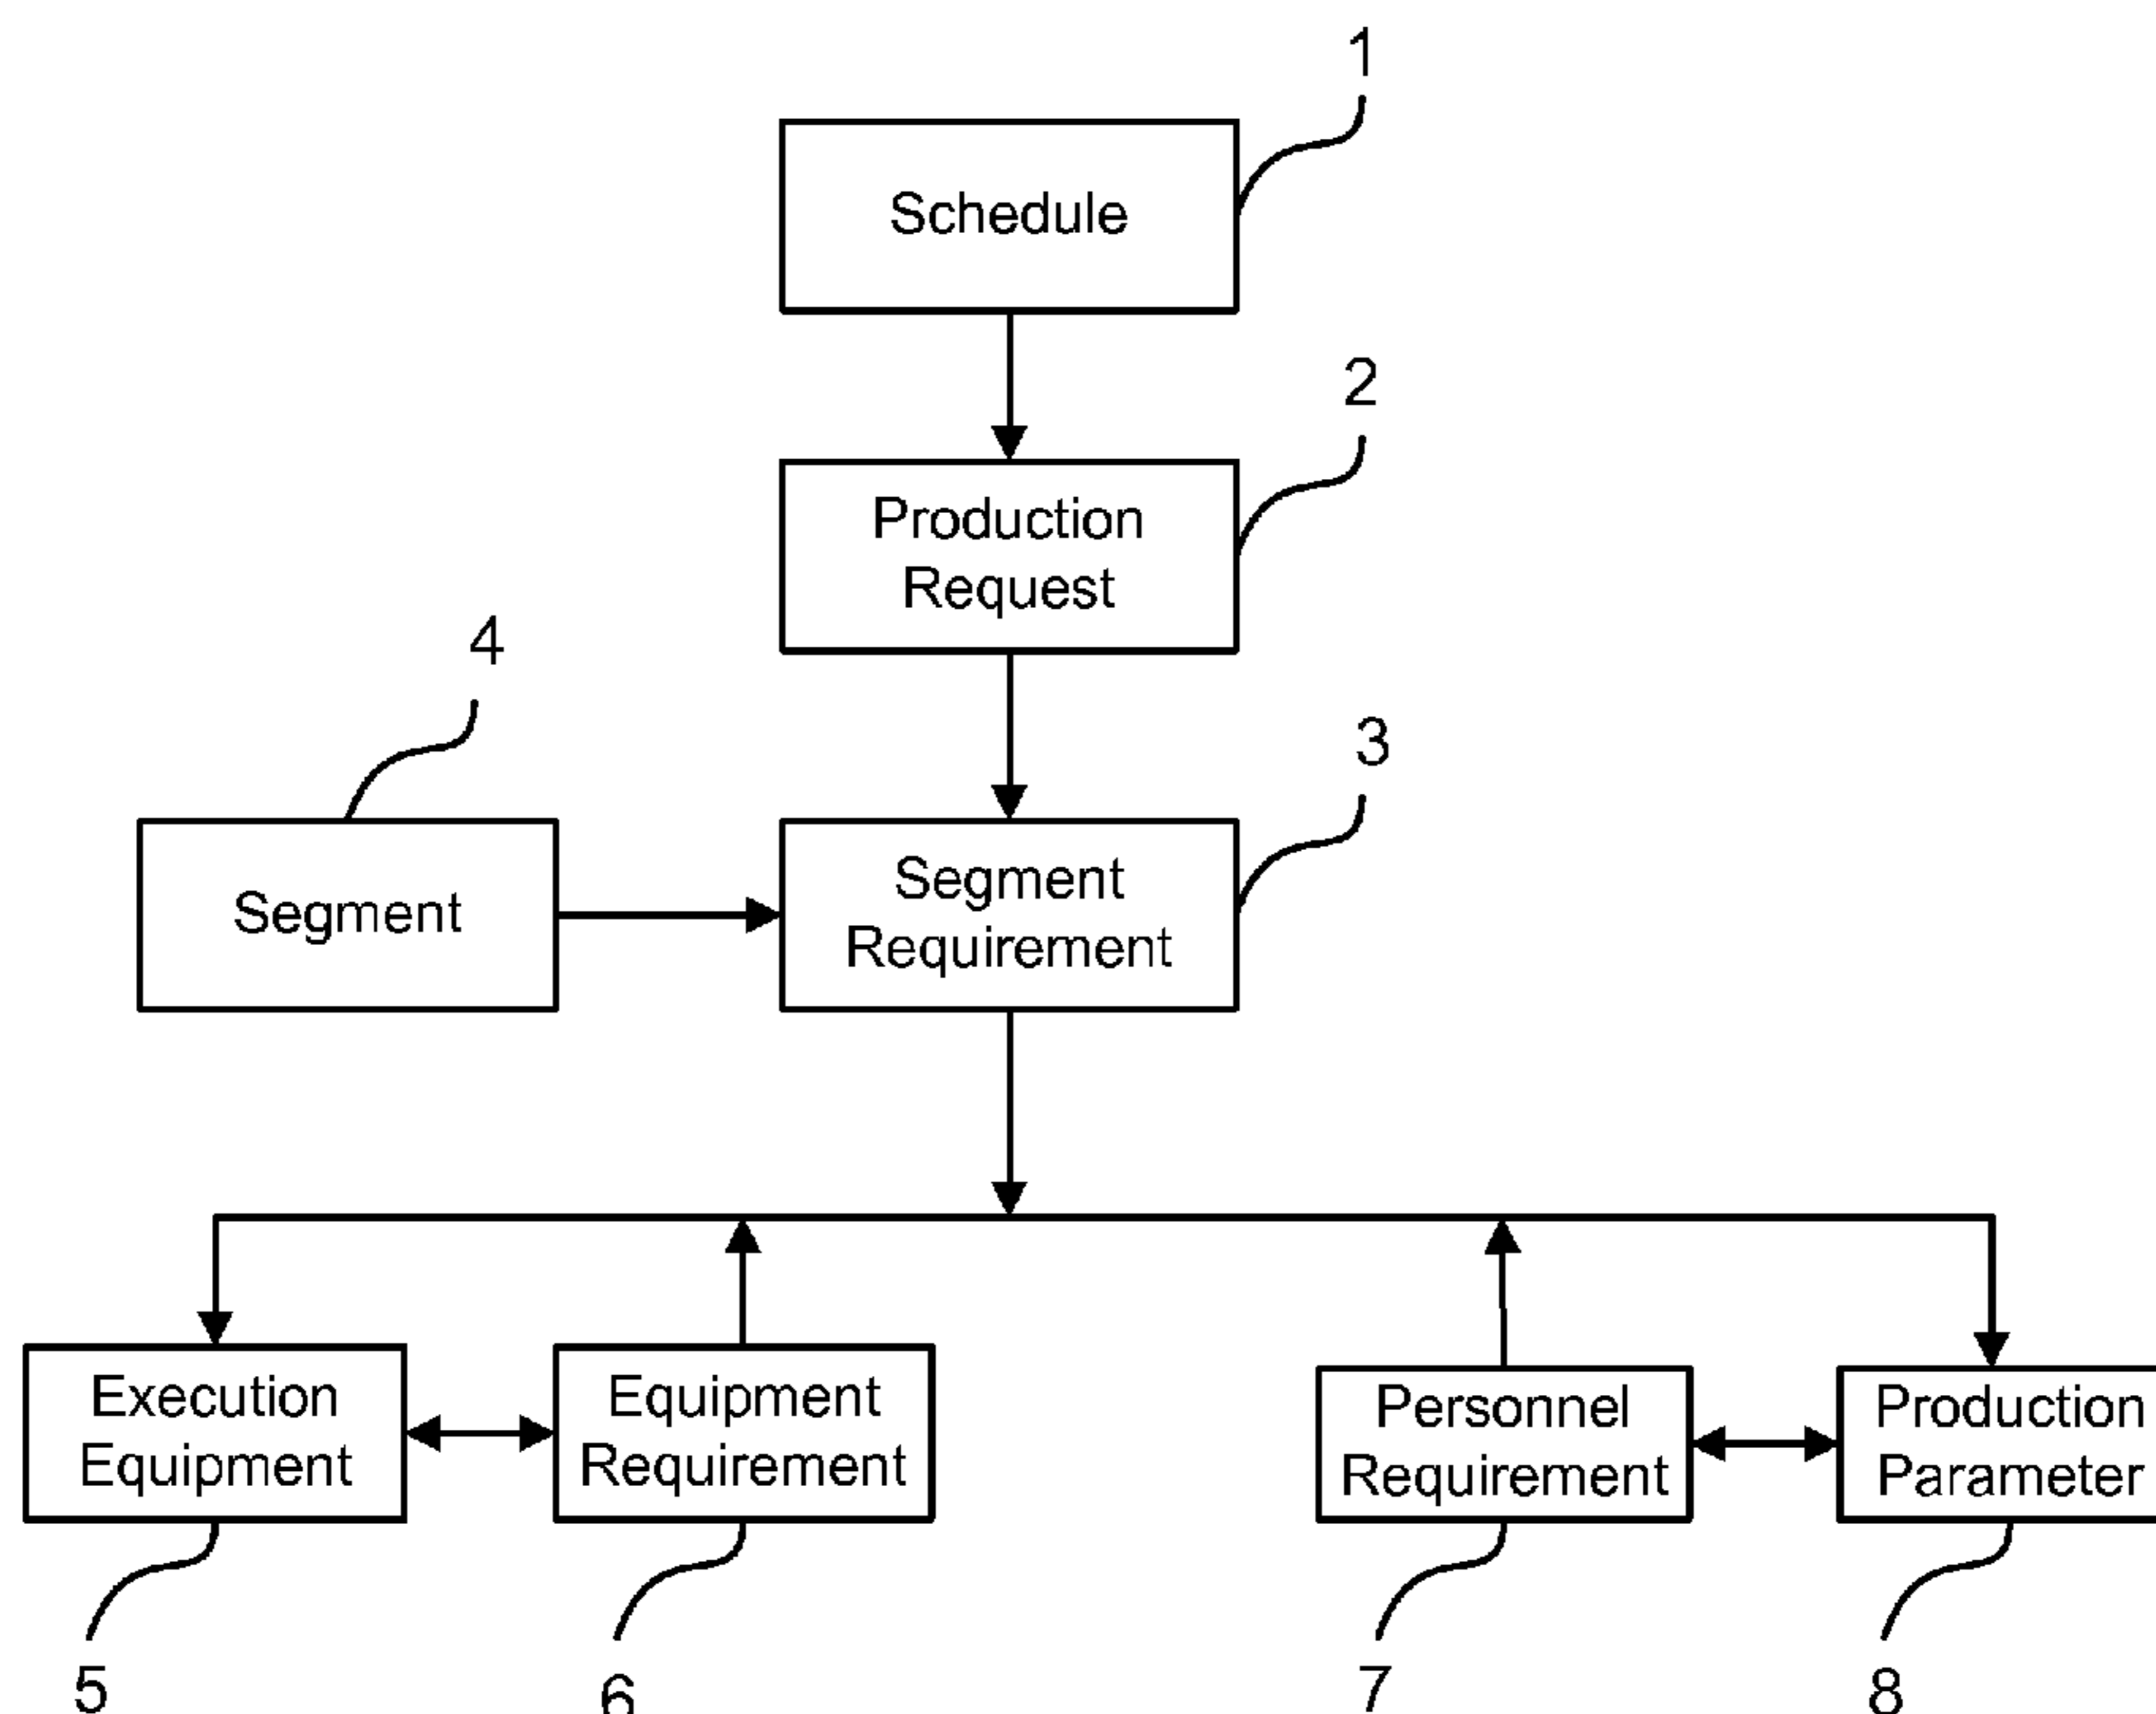 1
Schedule
2
Production
Request
4
3
Segment
Segment
Requirement
Execution
Equipment
Equipment
Requirement
Personnel
Requirement
Production
Parameter
5
6
7
8